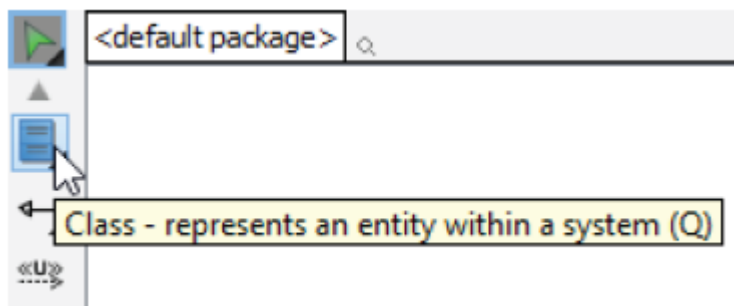 <default package>
Class - represents an entity within a system (Q)
«U»